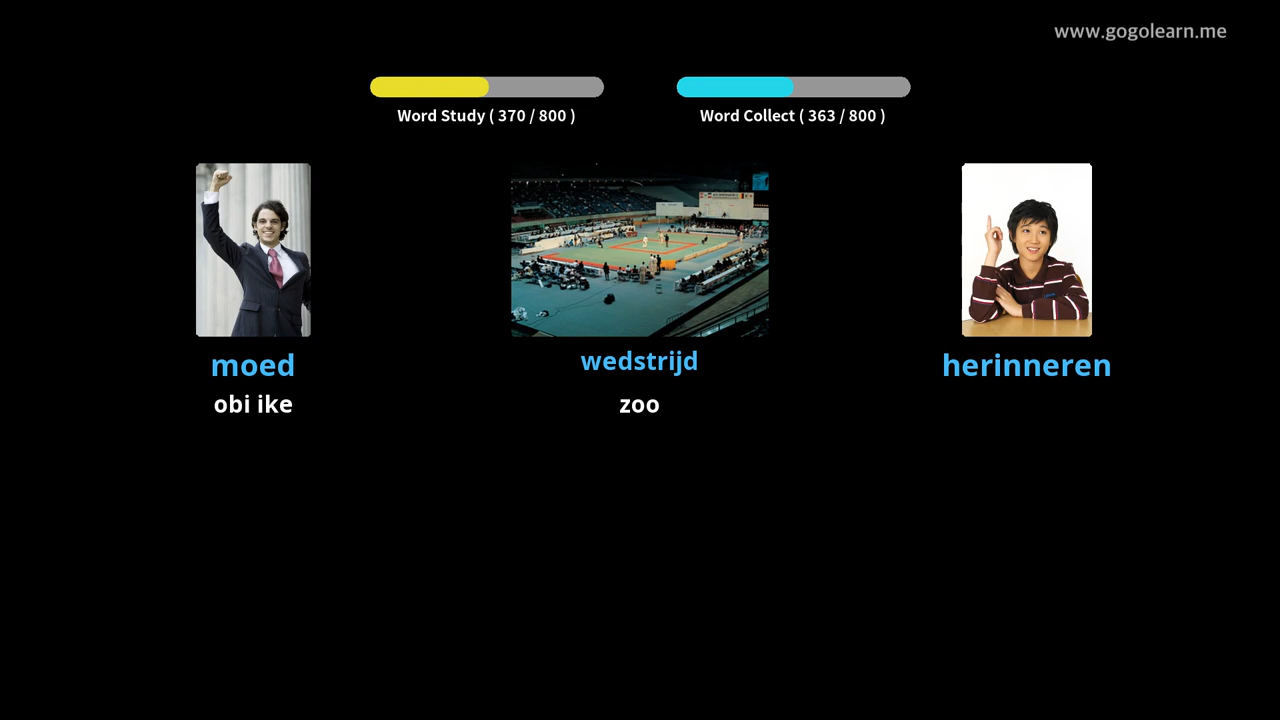 www.gogolearn.me
Word Study ( 370 / 800 )
Word Collect ( 363 / 800 )
moed
wedstrijd
herinneren
obi ike
zoo